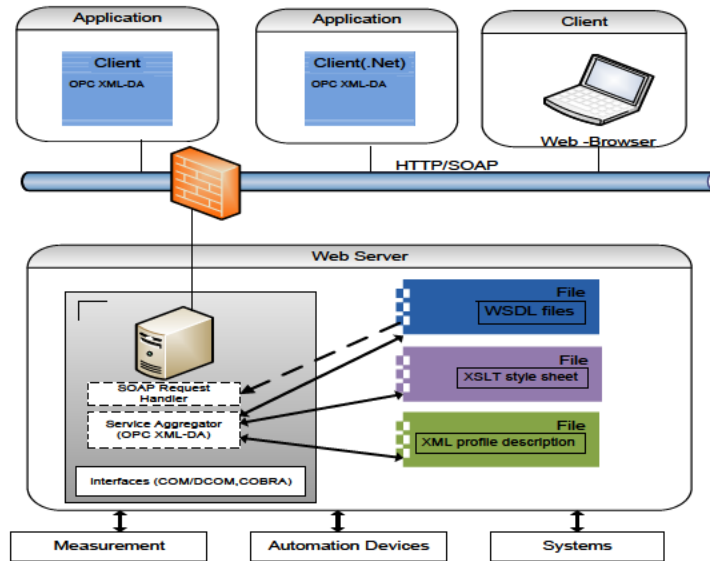 Application
Application
Client
Client
OPC XML-DA
Client(.Net)
OPC XML-DA
Web -Browser
HTTP/SOAP
Web Server
File
WSDL files
File
XSLT style sheet
File
XML profile description
SOAP Request
Handler
Service Aggregator
(OPC XML-DA)
Interfaces (COM/DCOM,COBRA)
Measurement
Automation Devices
Systems